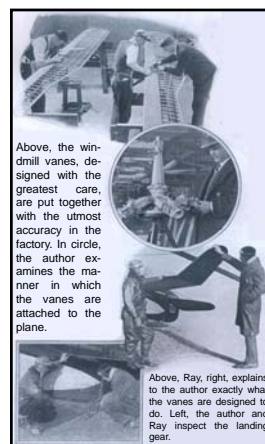 Above, the win-
dmill vanes, de-
signed with the
greatest care,
are put together
with the utmost
accuracy in the
factory. In circle,
the author ex-
amines the ma-
nner in which
the vanes are
attached to the
plane.
Above, Ray, right, explains
to the author exactly what
the vanes are designed to
do. Left, the author and
Ray inspect the landing
gear.